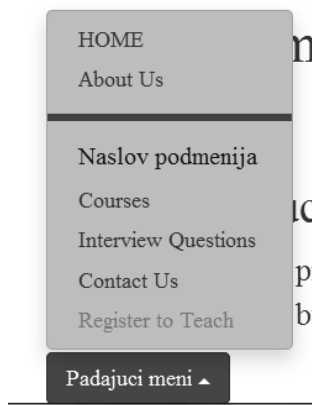 HOME
About Us
Naslov podmenija
Courses
Interview Questions
Contact Us
Register to Teach
Padajuci meni